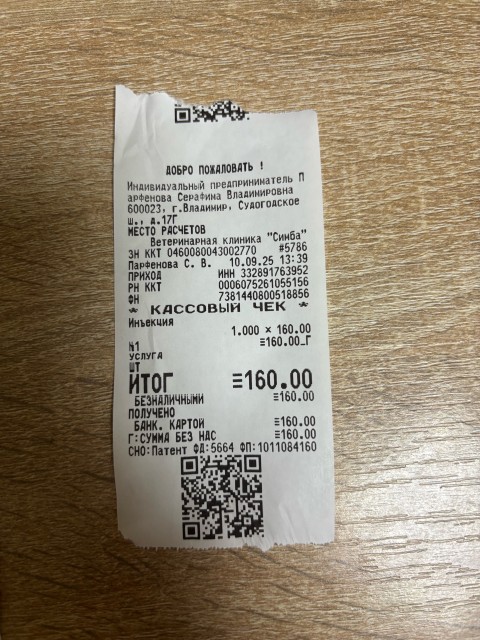 ДОБРО ПОЖАЛОВАТЬ !
Индивидуальный предприниматель П
арфенова Серафима Владимировна
600023, г.Владимир, Судогодское
ш., д.17Г
МЕСТО РАСЧЕТОВ
Ветеринарная клиника "Симба"
ЗН ККТ 0460080043002770 #5786
Парфенова С. В. 10.09.25 13:39
ПРИХОД ИНН 332891763952
РН ККТ 0006075261055156
ФН 7381440800518856
* КАССОВЫЙ ЧЕК *
Инъекция
1.000 × 160.00
№1 ≡160.00_Г
УСЛУГА
ШТ
ИТОГ ≡160.00
БЕЗНАЛИЧНЫМИ ≡160.00
ПОЛУЧЕНО
БАНК. КАРТОЙ ≡160.00
Г:СУММА БЕЗ НДС ≡160.00
СНО:Патент ФД:5664 ФП:1011084160